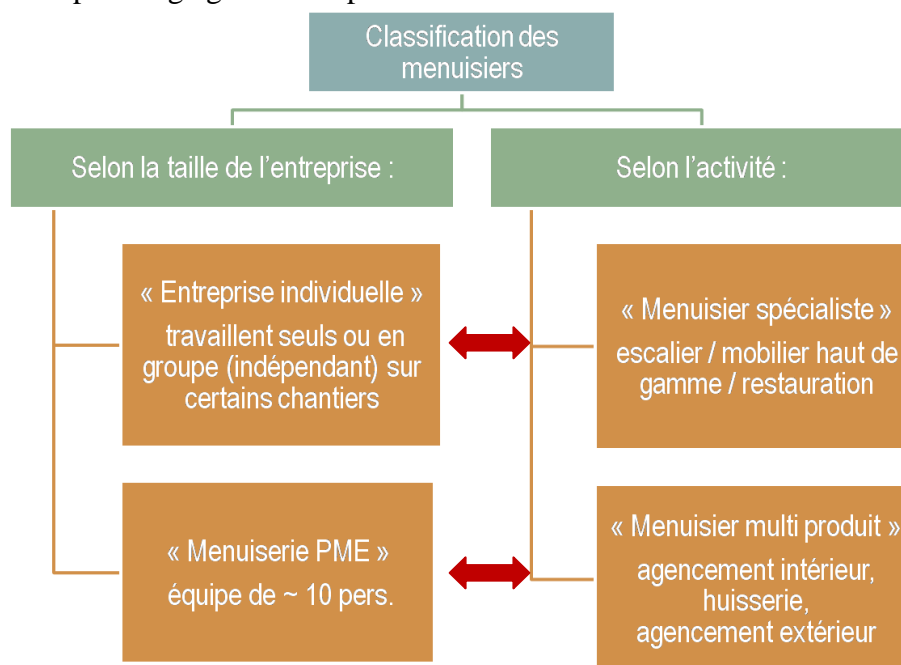 Classification des
menuisiers
Selon la taille de l’entreprise :
« Entreprise individuelle »
travaillent seuls ou en
groupe (indépendant) sur
certains chantiers
« Menuiserie PME »
équipe de ~ 10 pers.
Selon l’activité :
« Menuisier spécialiste »
escalier / mobilier haut de
gamme / restauration
« Menuisier multi produit »
agencement intérieur,
huisserie,
agencement extérieur